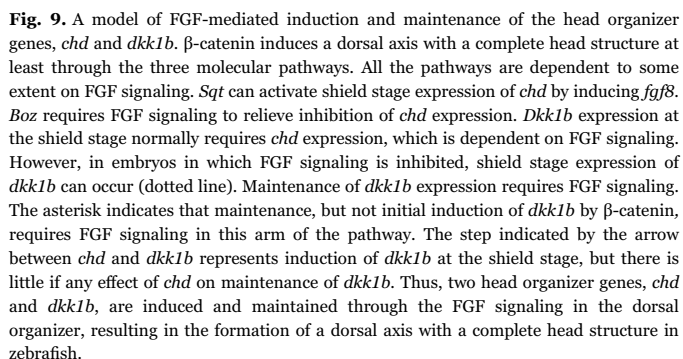 Fig. 9. A model of FGF-mediated induction and maintenance of the head organizer
genes, chd and dkk1b. β-catenin induces a dorsal axis with a complete head structure at
least through the three molecular pathways. All the pathways are dependent to some
extent on FGF signaling. Sqt can activate shield stage expression of chd by inducing fgf8.
Boz requires FGF signaling to relieve inhibition of chd expression. Dkk1b expression at
the shield stage normally requires chd expression, which is dependent on FGF signaling.
However, in embryos in which FGF signaling is inhibited, shield stage expression of
dkk1b can occur (dotted line). Maintenance of dkk1b expression requires FGF signaling.
The asterisk indicates that maintenance, but not initial induction of dkk1b by β-catenin,
requires FGF signaling in this arm of the pathway. The step indicated by the arrow
between chd and dkk1b represents induction of dkk1b at the shield stage, but there is
little if any effect of chd on maintenance of dkk1b. Thus, two head organizer genes, chd
and dkk1b, are induced and maintained through the FGF signaling in the dorsal
organizer, resulting in the formation of a dorsal axis with a complete head structure in
zebrafish.